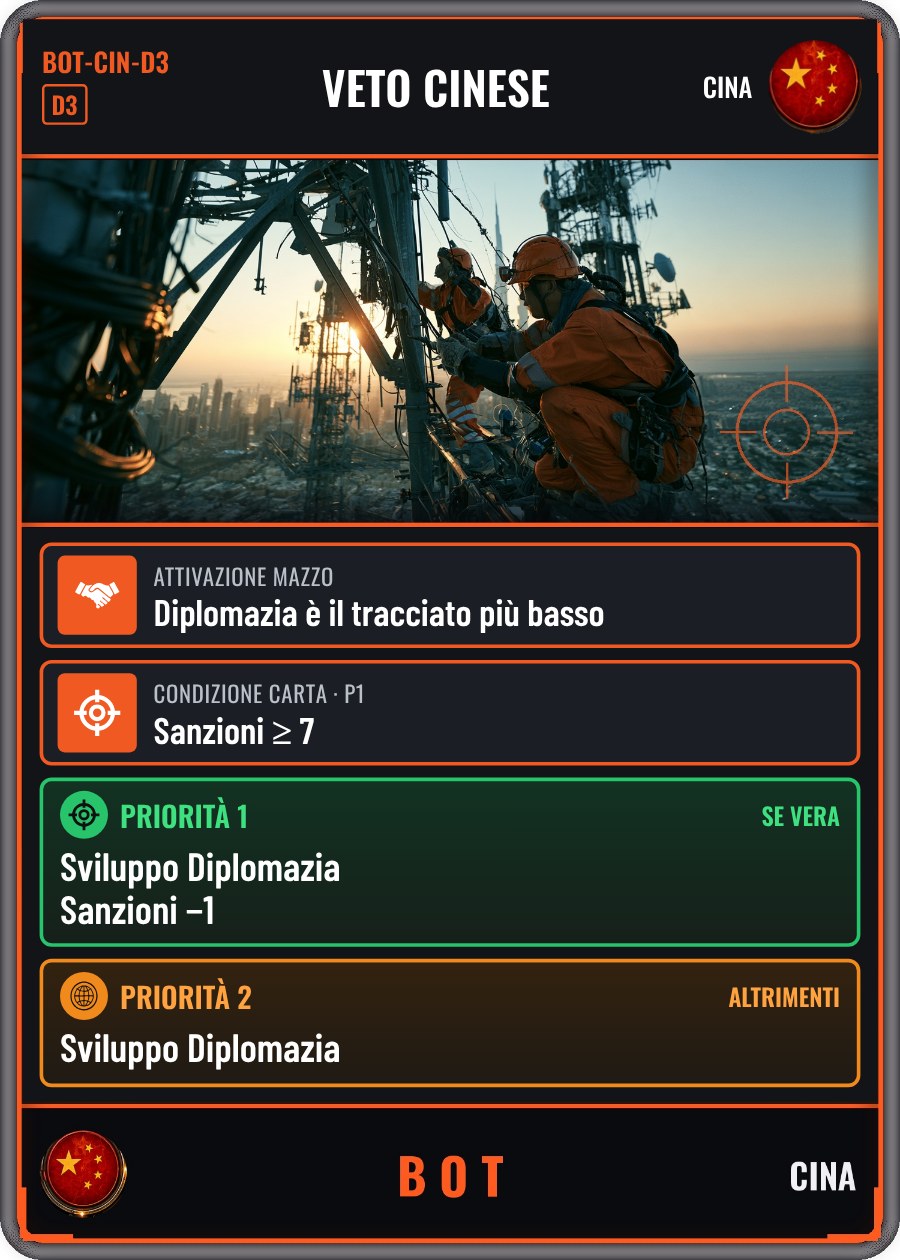 BOT-CIN-D3
D3
VETO CINESE
CINA
ATTIVAZIONE MAZZO
Diplomazia è il tracciato più basso
CONDIZIONE CARTA · P1
Sanzioni ≥ 7
PRIORITÀ 1
SE VERA
Sviluppo Diplomazia
Sanzioni −1
PRIORITÀ 2
ALTRIMENTI
Sviluppo Diplomazia
BOT
CINA